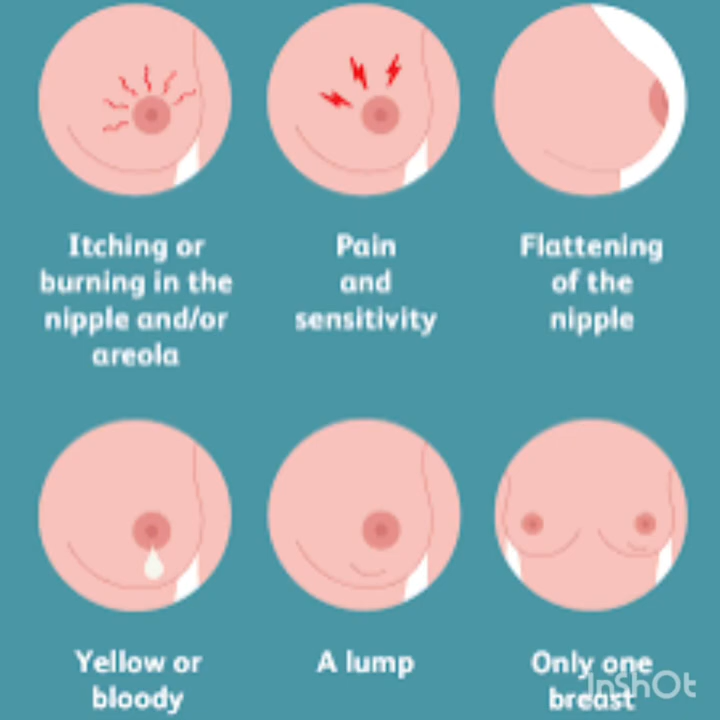 Itching or
burning in the
nipple and/or
areola
Pain
and
sensitivity
Flattening
of the
nipple
Yellow or
bloody
A lump
Only one
breast
InShOt